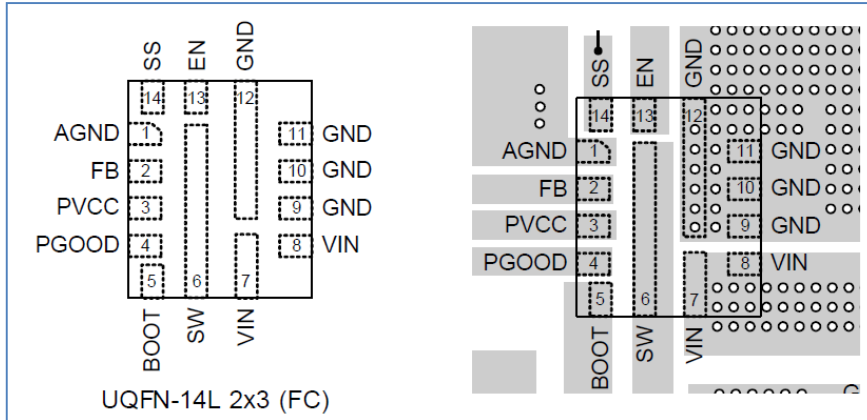 SS EN GND
14 13 12
AGND 1 11 GND
FB 2 10 GND
PVCC 3 9 GND
PGOOD 4 8 VIN
5 6 7
BOOT SW VIN
UQFN-14L 2x3 (FC)
SS EN GND
14 13 12
AGND 1 11 GND
FB 2 10 GND
PVCC 3 9 GND
PGOOD 4 8 VIN
5 6 7
BOOT SW VIN